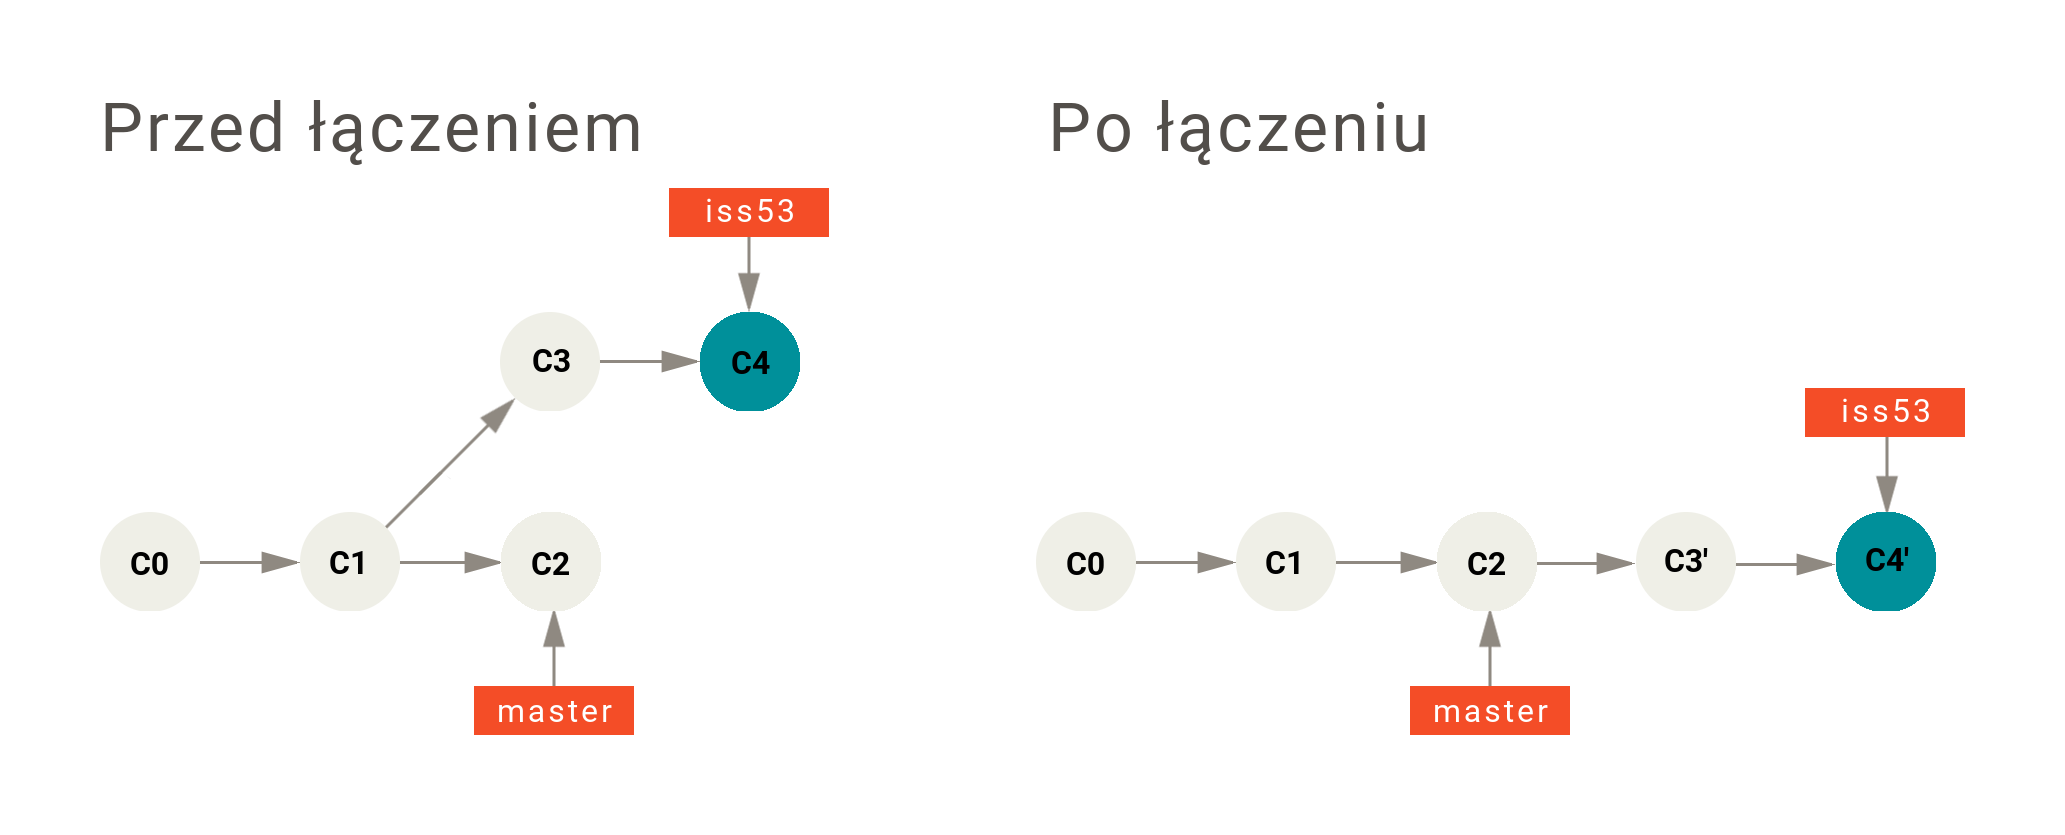 Przed łączeniem
iss53
C3
C4
C0
C1
C2
master
Po łączeniu
iss53
C0
C1
C2
C3'
C4'
master